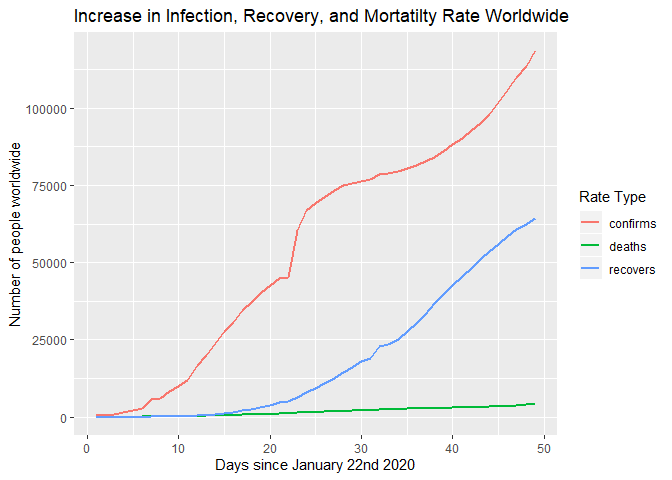 Increase in Infection, Recovery, and Mortatilty Rate Worldwide
Number of people worldwide
100000
75000
50000
25000
0
0 10 20 30 40 50
Days since January 22nd 2020
Rate Type
confirms
deaths
recovers